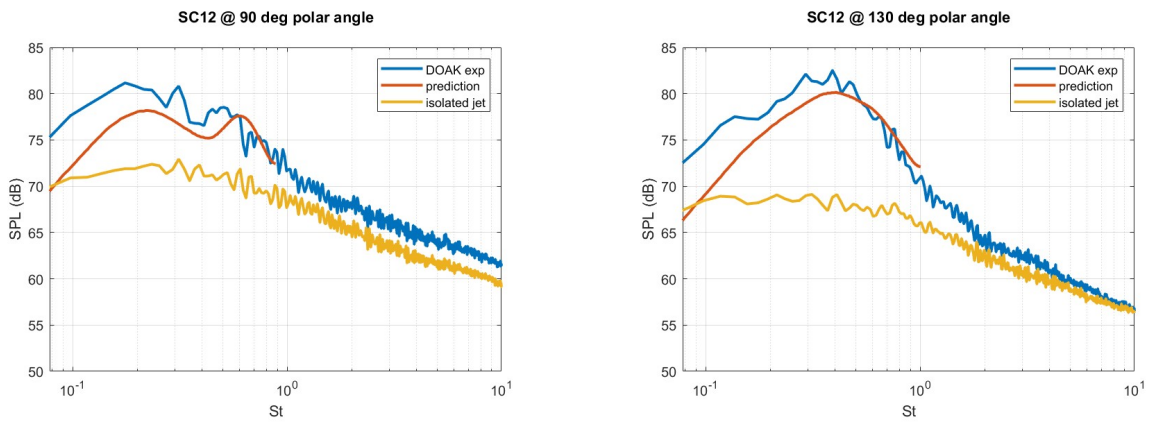 SC12 @ 90 deg polar angle
85
80
75
70
65
60
55
50
SPL (dB)
10^-1
10^0
10^1
St
DOAK exp
prediction
isolated jet
SC12 @ 130 deg polar angle
85
80
75
70
65
60
55
50
SPL (dB)
10^-1
10^0
10^1
St
DOAK exp
prediction
isolated jet